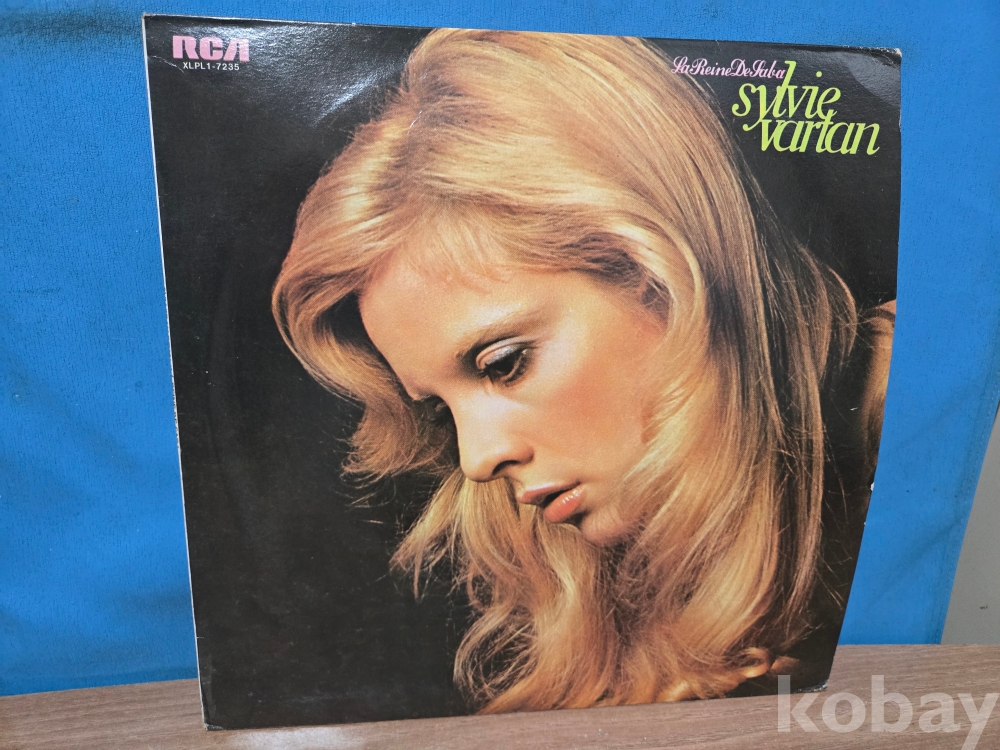 RCA
XLPL1-7235
La Reine De Saba
sylvie
vartan
kobay